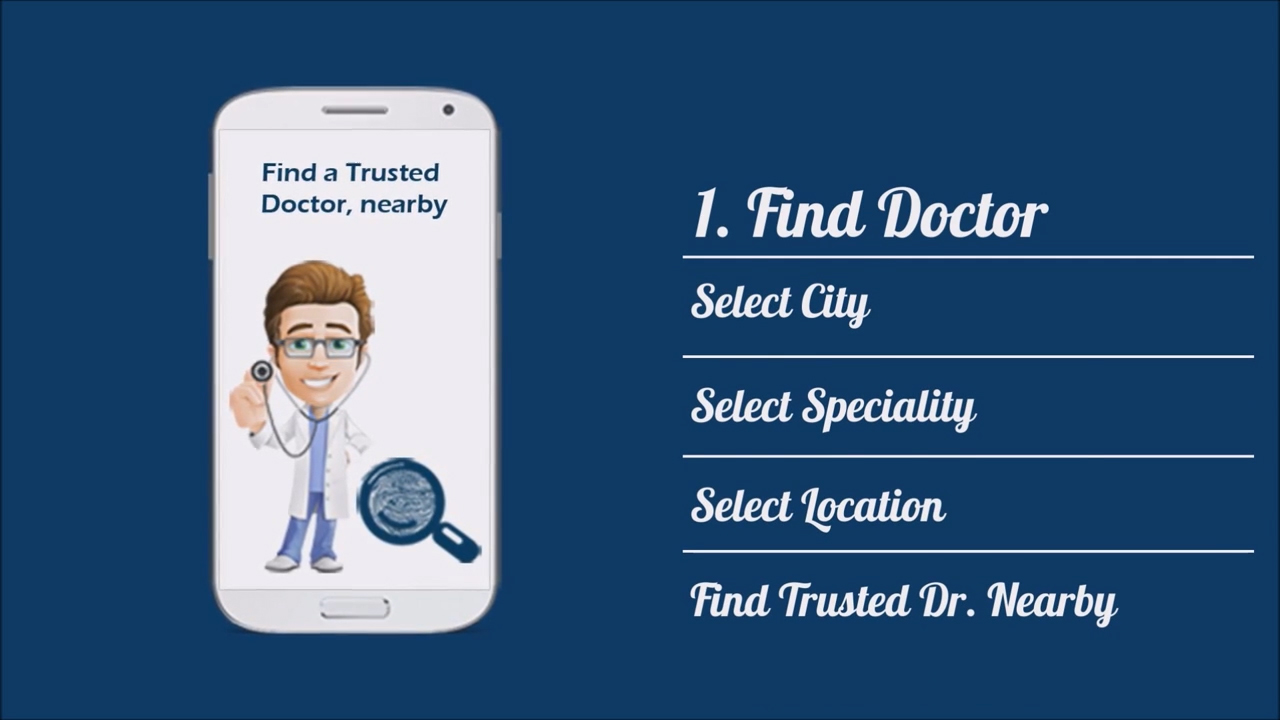 Find a Trusted
Doctor, nearby
1. Find Doctor
Select City
Select Speciality
Select Location
Find Trusted Dr. Nearby